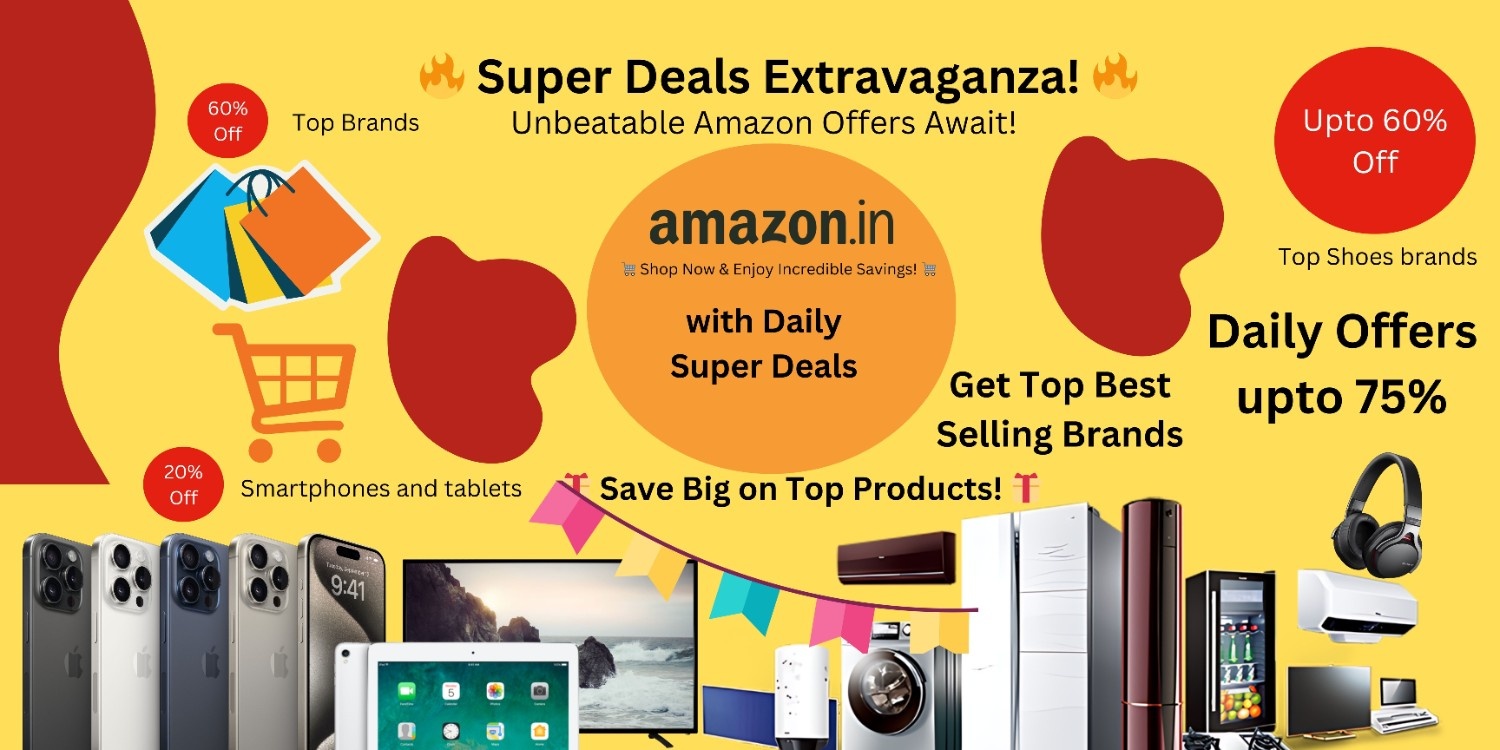 🔥 Super Deals Extravaganza! 🔥
Unbeatable Amazon Offers Await!
60%
Off
Top Brands
Upto 60%
Off
Top Shoes brands
amazon.in
🛒 Shop Now & Enjoy Incredible Savings! 🛒
with Daily
Super Deals
Daily Offers
upto 75%
Get Top Best
Selling Brands
20%
Off
Smartphones and tablets
🎁 Save Big on Top Products! 🎁
9:41